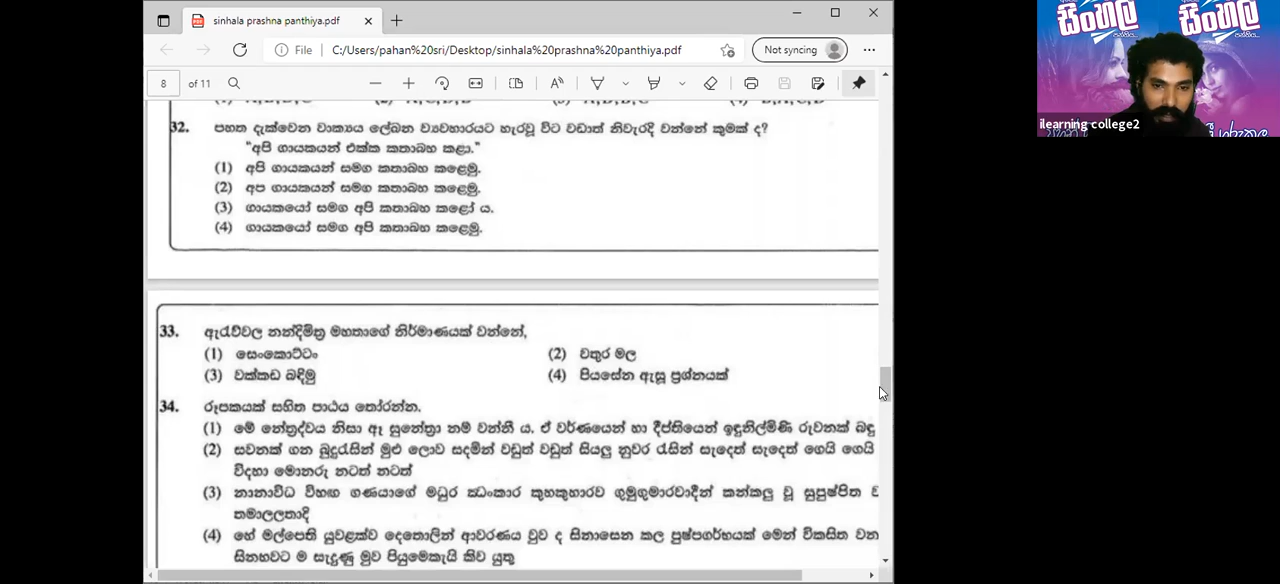 sinhala prashna panthiya.pdf
File C:/Users/pahan%20sri/Desktop/sinhala%20prashna%20panthiya.pdf Not syncing
8 of 11
32. පහත දැක්වෙන වාක්‍යය ලේඛන ව්‍යවහාරයට හැරවූ විට වඩාත් නිවැරදි වන්නේ කුමක් ද?
"අපි ගායකයන් එක්ක කතාබහ කළා."
(1) අපි ගායකයන් සමග කතාබහ කළෙමු.
(2) අප ගායකයන් සමග කතාබහ කළෙමු.
(3) ගායකයෝ සමග අපි කතාබහ කළෝ ය.
(4) ගායකයෝ සමග අපි කතාබහ කළෙමු.
33. ඇරැව්වල නන්දිමිත්‍ර මහතාගේ නිර්මාණයක් වන්නේ,
(1) සෙංකොට්ටං (2) වතුර මල
(3) වක්කඩ බඳිමු (4) පියසේන ඇසූ ප්‍රශ්නයක්
34. රූපකයක් සහිත පාඨය තෝරන්න.
(1) මේ නේත්‍රද්වය නිසා ඈ සුනේත්‍රා නම් වන්නී ය. ඒ වර්ණයෙන් හා දීප්තියෙන් ඉඳුනිල්මිණි රුවනක් බඳු
(2) සවනක් ගන බුදුරැසින් මුළු ලොව සදමින් වඩුත් වඩුත් සියලු නුවර රැසින් සැදෙත් සැදෙත් ගෙයි ගෙයි
විදහා මොනරු නටත් නටත්
(3) නානාවිධ විහඟ ගණයාගේ මධුර ඣංකාර කුහකුහාරව ගුමුගුමාරවාදීන් කන්කලු වූ සුපුෂ්පිත
තමාලලතාදි
(4) හේ මල්පෙති යුවළක්ව දෙතොලින් ආවරණය වුව ද සිනාසෙන කල පුෂ්පගර්භයක් මෙන් විකසිත වන
සිනහවට ම සැදුණු මුව පියුමෙකැයි කිව යුතු
සිංහල සිංහල
ilearning college2